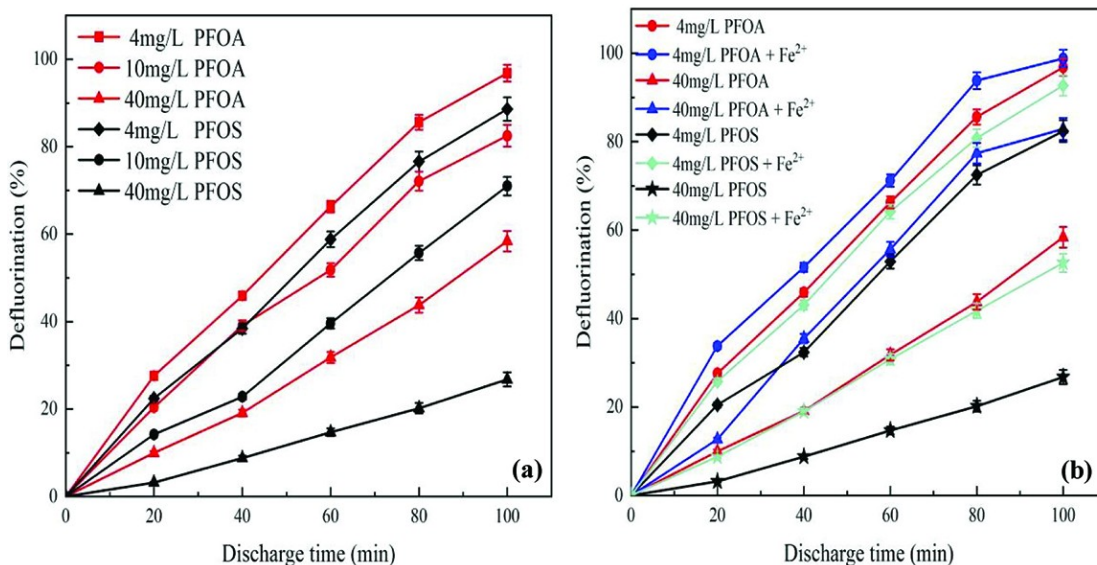 4mg/L PFOA
10mg/L PFOA
40mg/L PFOA
4mg/L PFOS
10mg/L PFOS
40mg/L PFOS
100
80
60
40
20
0
0 20 40 60 80 100
Defluorination (%)
Discharge time (min)
(a)
4mg/L PFOA
4mg/L PFOA + Fe²⁺
40mg/L PFOA
40mg/L PFOA + Fe²⁺
4mg/L PFOS
4mg/L PFOS + Fe²⁺
40mg/L PFOS
40mg/L PFOS + Fe²⁺
100
80
60
40
20
0
0 20 40 60 80 100
Defluorination (%)
Discharge time (min)
(b)